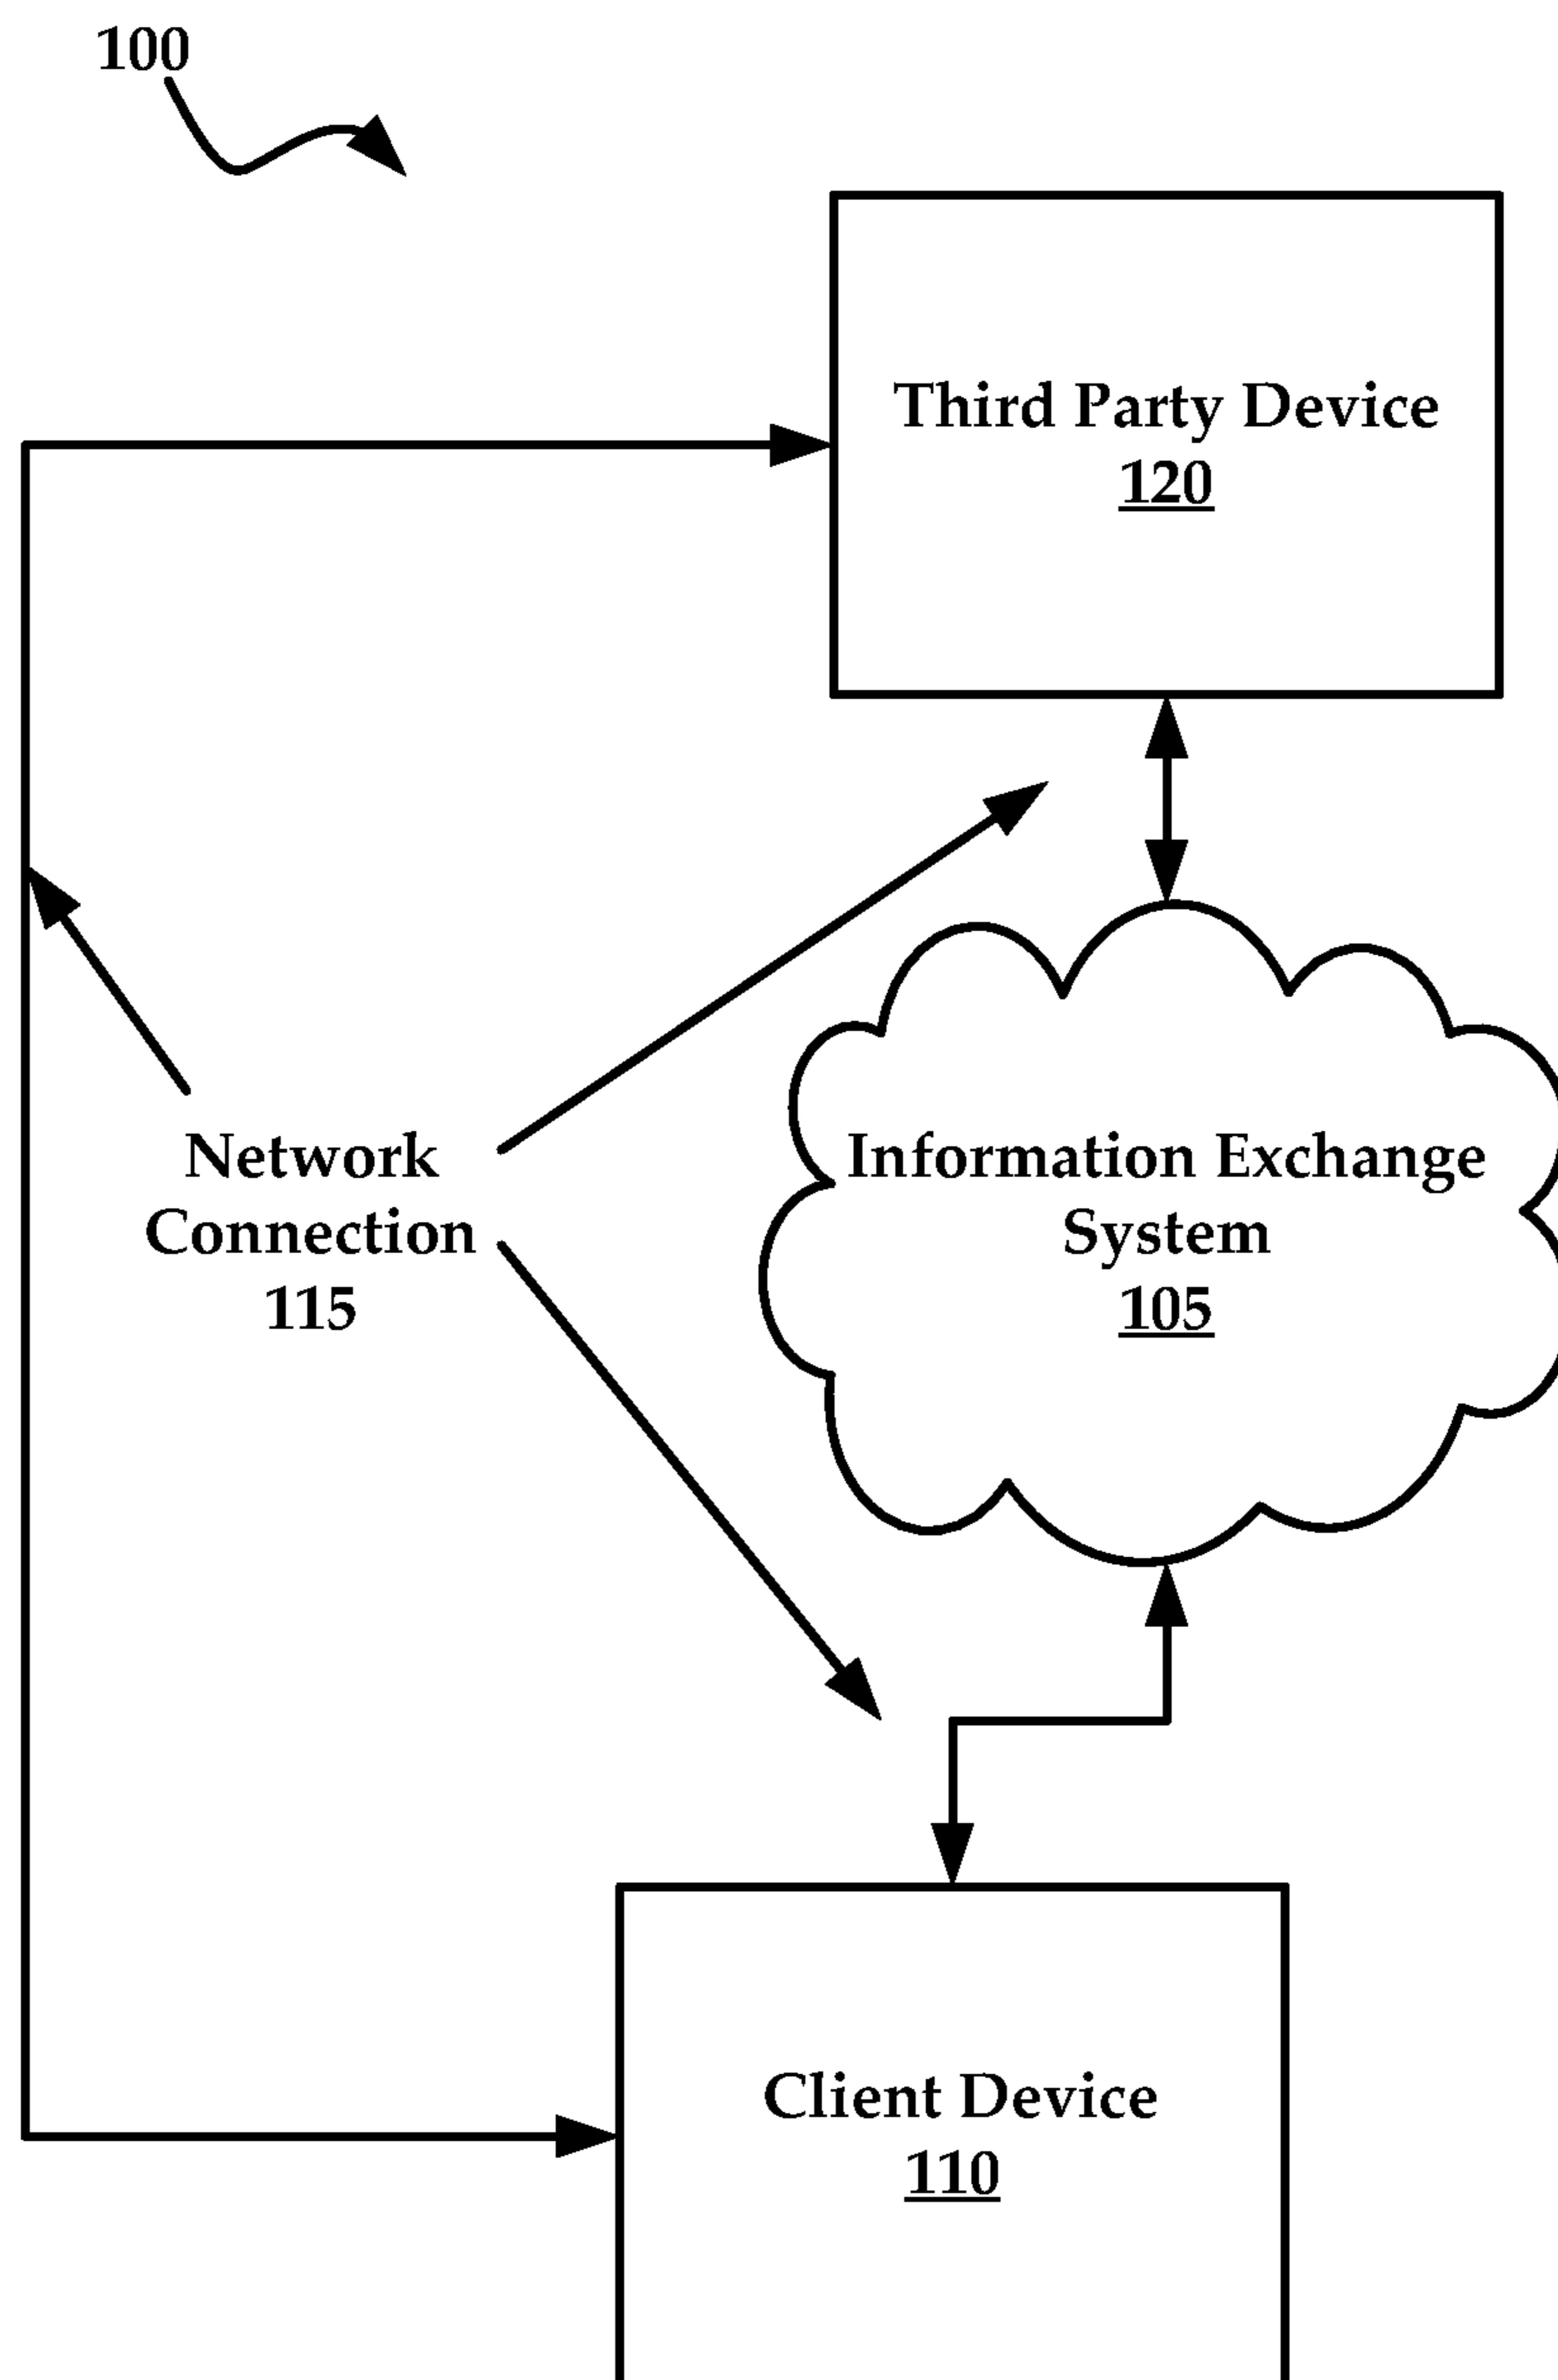 100
Third Party Device
120
Network
Connection
115
Information Exchange
System
105
Client Device
110